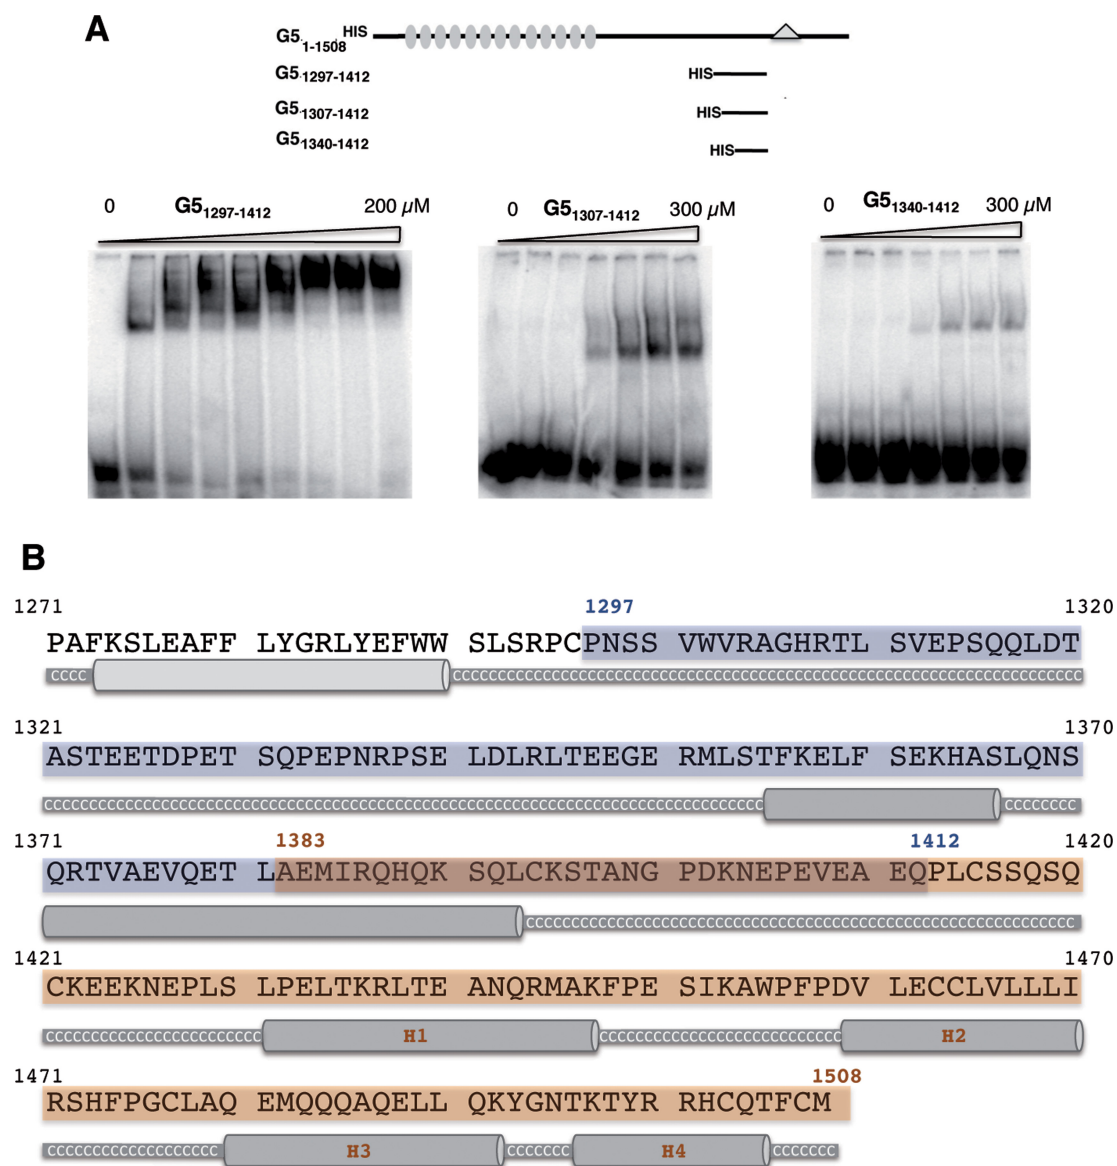 A
G5 1-1508 HIS
G5 1297-1412 HIS
G5 1307-1412 HIS
G5 1340-1412 HIS
0 G5 1297-1412 200 µM
0 G5 1307-1412 300 µM
0 G5 1340-1412 300 µM
B
1271 1297 1320
PAFKSLEAFF LYGRLYEFWW SLSRPCPNSS VWVRAGHRTL SVEPSQQLDT
1321 1370
ASTEETDPET SQPEPNRPSE LDLRLTEEGE RMLSTFKELF SEKHASLQNS
1371 1383 1412 1420
QRTVAEVQET LAEMIRQHQK SQLCKSTANG PDKNEPEVEA EQPLCSSQSQ
1421 1470
CKEEKNEPLS LPELTKRLTE ANQRMAKFPE SIKAWPFPDV LECCLVLLLI
H1 H2
1471 1508
RSHFPGCLAQ EMQQQAQELL QKYGNTKTYR RHCQTFCM
H3 H4